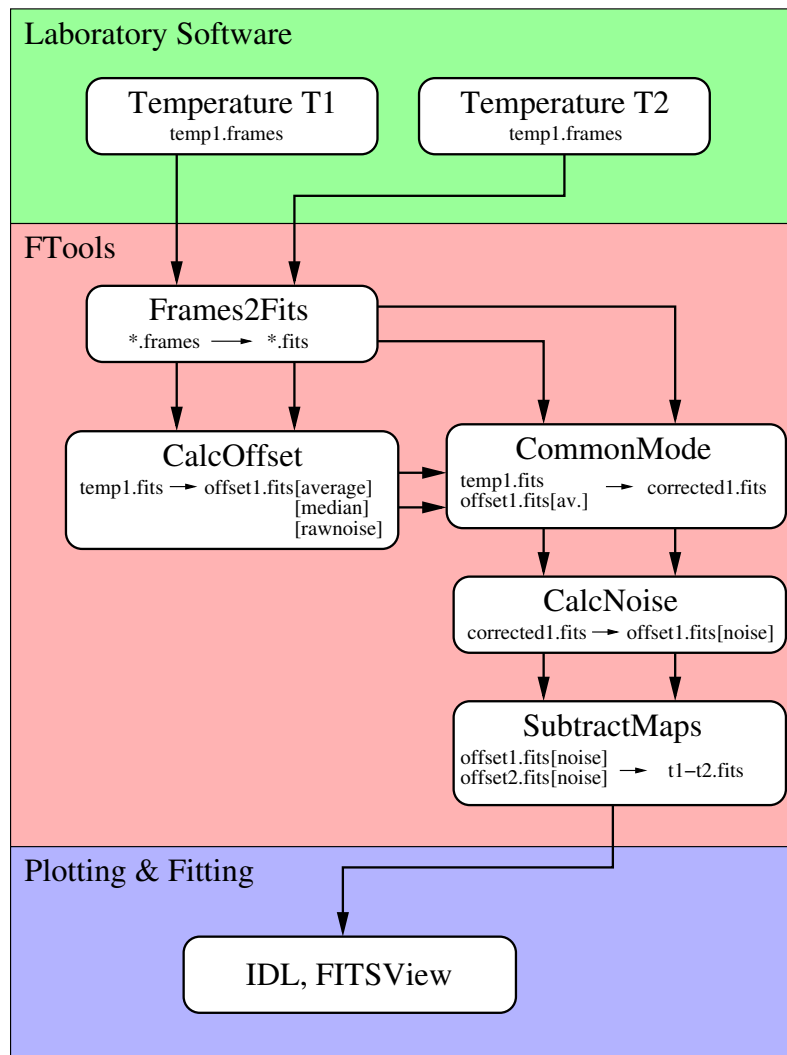 Laboratory Software
Temperature T1
temp1.frames
Temperature T2
temp1.frames
FTools
Frames2Fits
*.frames → *.fits
CalcOffset
temp1.fits → offset1.fits[average]
[median]
[rawnoise]
CommonMode
temp1.fits
offset1.fits[av.] → corrected1.fits
CalcNoise
corrected1.fits → offset1.fits[noise]
SubtractMaps
offset1.fits[noise]
offset2.fits[noise] → t1−t2.fits
Plotting & Fitting
IDL, FITSView